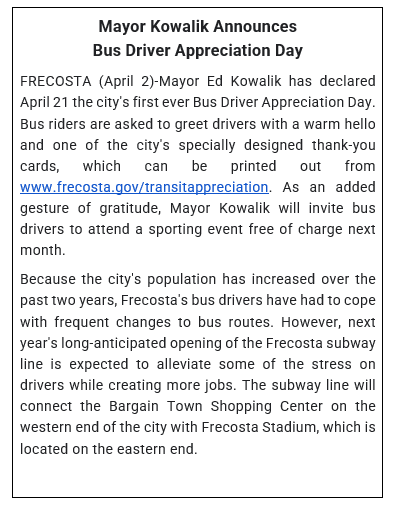 Mayor Kowalik Announces
Bus Driver Appreciation Day
FRECOSTA (April 2)-Mayor Ed Kowalik has declared
April 21 the city's first ever Bus Driver Appreciation Day.
Bus riders are asked to greet drivers with a warm hello
and one of the city's specially designed thank-you
cards, which can be printed out from
www.frecosta.gov/transitappreciation. As an added
gesture of gratitude, Mayor Kowalik will invite bus
drivers to attend a sporting event free of charge next
month.
Because the city's population has increased over the
past two years, Frecosta's bus drivers have had to cope
with frequent changes to bus routes. However, next
year's long-anticipated opening of the Frecosta subway
line is expected to alleviate some of the stress on
drivers while creating more jobs. The subway line will
connect the Bargain Town Shopping Center on the
western end of the city with Frecosta Stadium, which is
located on the eastern end.